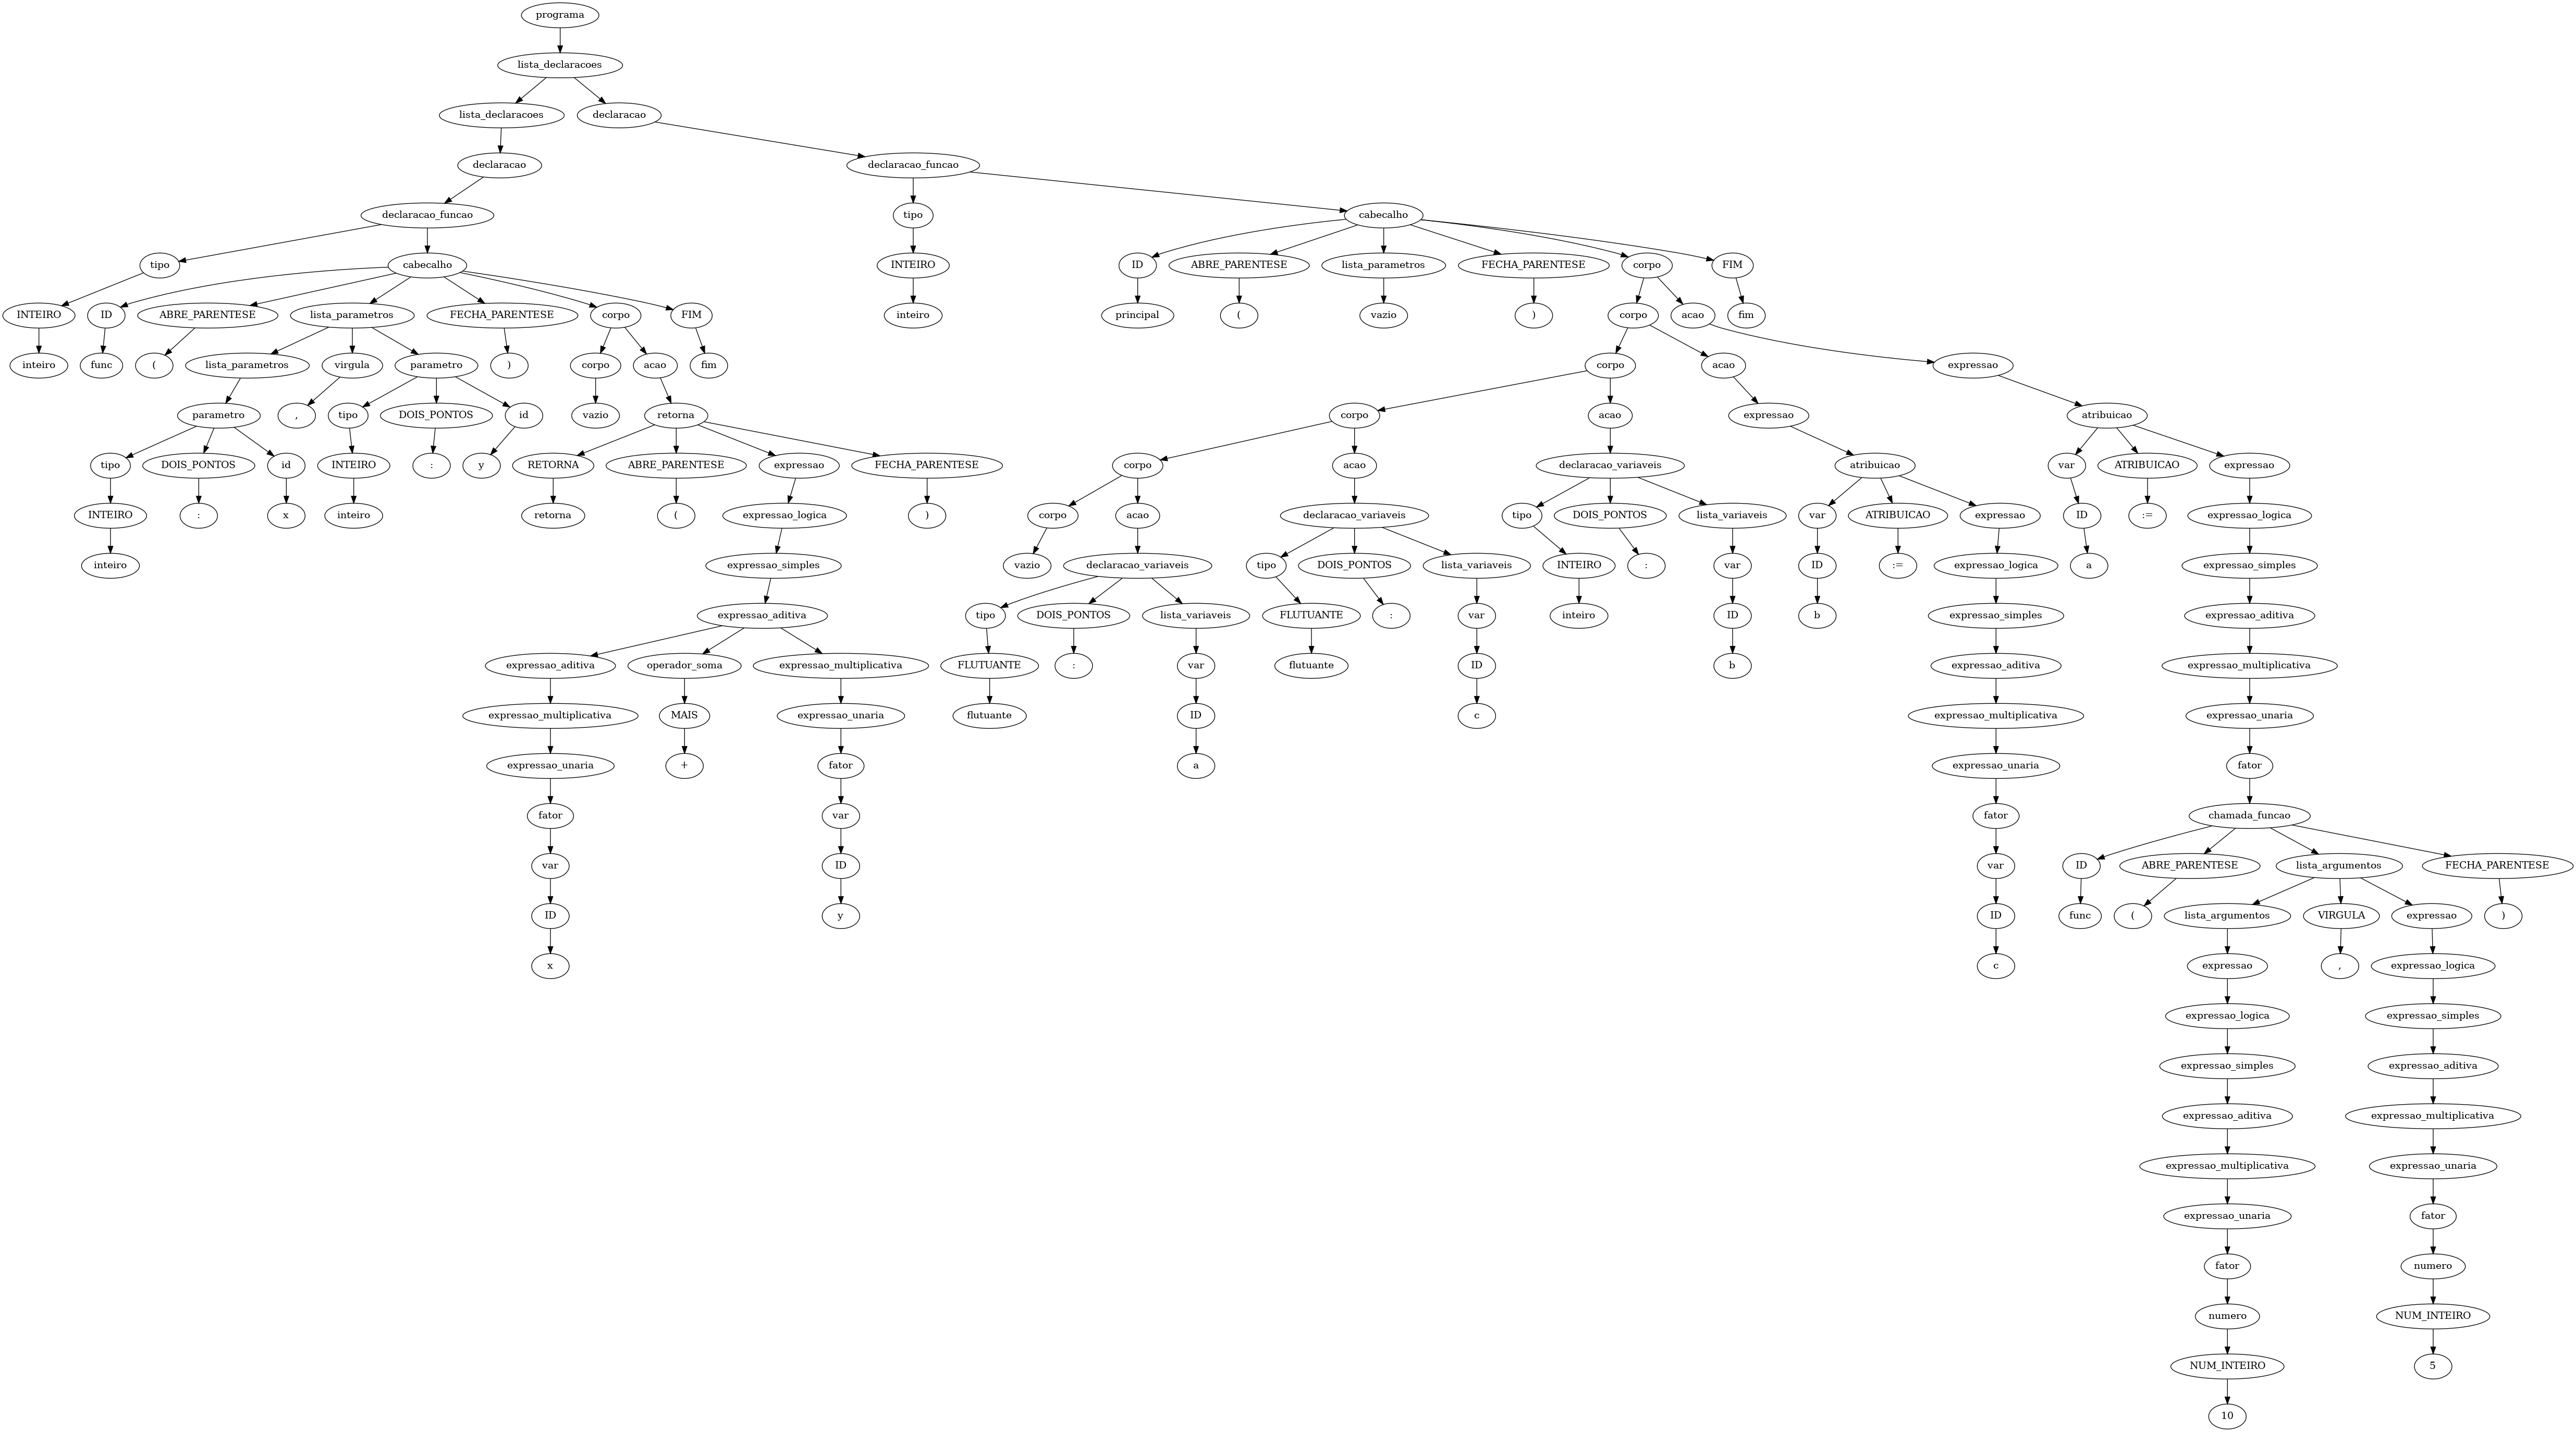 programa
lista_declaracoes
lista_declaracoes declaracao
declaracao declaracao_funcao
declaracao_funcao tipo cabecalho
tipo cabecalho INTEIRO ID ABRE_PARENTESE lista_parametros FECHA_PARENTESE corpo FIM
INTEIRO ID ABRE_PARENTESE lista_parametros FECHA_PARENTESE corpo FIM inteiro principal ( vazio ) corpo acao fim
inteiro func ( lista_parametros virgula parametro ) corpo acao fim corpo acao expressao
parametro , tipo DOIS_PONTOS id vazio retorna corpo acao expressao atribuicao
tipo DOIS_PONTOS id INTEIRO : y RETORNA ABRE_PARENTESE expressao FECHA_PARENTESE corpo acao declaracao_variaveis atribuicao var ATRIBUICAO expressao
INTEIRO : x inteiro retorna ( expressao_logica ) corpo acao declaracao_variaveis tipo DOIS_PONTOS lista_variaveis var ATRIBUICAO expressao ID := expressao_logica
inteiro expressao_simples vazio declaracao_variaveis tipo DOIS_PONTOS lista_variaveis INTEIRO : var ID := expressao_logica a expressao_simples
expressao_aditiva tipo DOIS_PONTOS lista_variaveis FLUTUANTE : var inteiro ID b expressao_simples expressao_aditiva
expressao_aditiva operador_soma expressao_multiplicativa FLUTUANTE : var flutuante ID b expressao_aditiva expressao_multiplicativa
expressao_multiplicativa MAIS expressao_unaria flutuante ID c expressao_multiplicativa expressao_unaria
expressao_unaria + fator a expressao_unaria fator
fator var fator chamada_funcao
var ID var ID ABRE_PARENTESE lista_argumentos FECHA_PARENTESE
ID y ID func ( lista_argumentos VIRGULA expressao )
x c expressao , expressao_logica
expressao_logica expressao_simples
expressao_simples expressao_aditiva
expressao_aditiva expressao_multiplicativa
expressao_multiplicativa expressao_unaria
expressao_unaria fator
fator numero
numero NUM_INTEIRO
NUM_INTEIRO 5
10